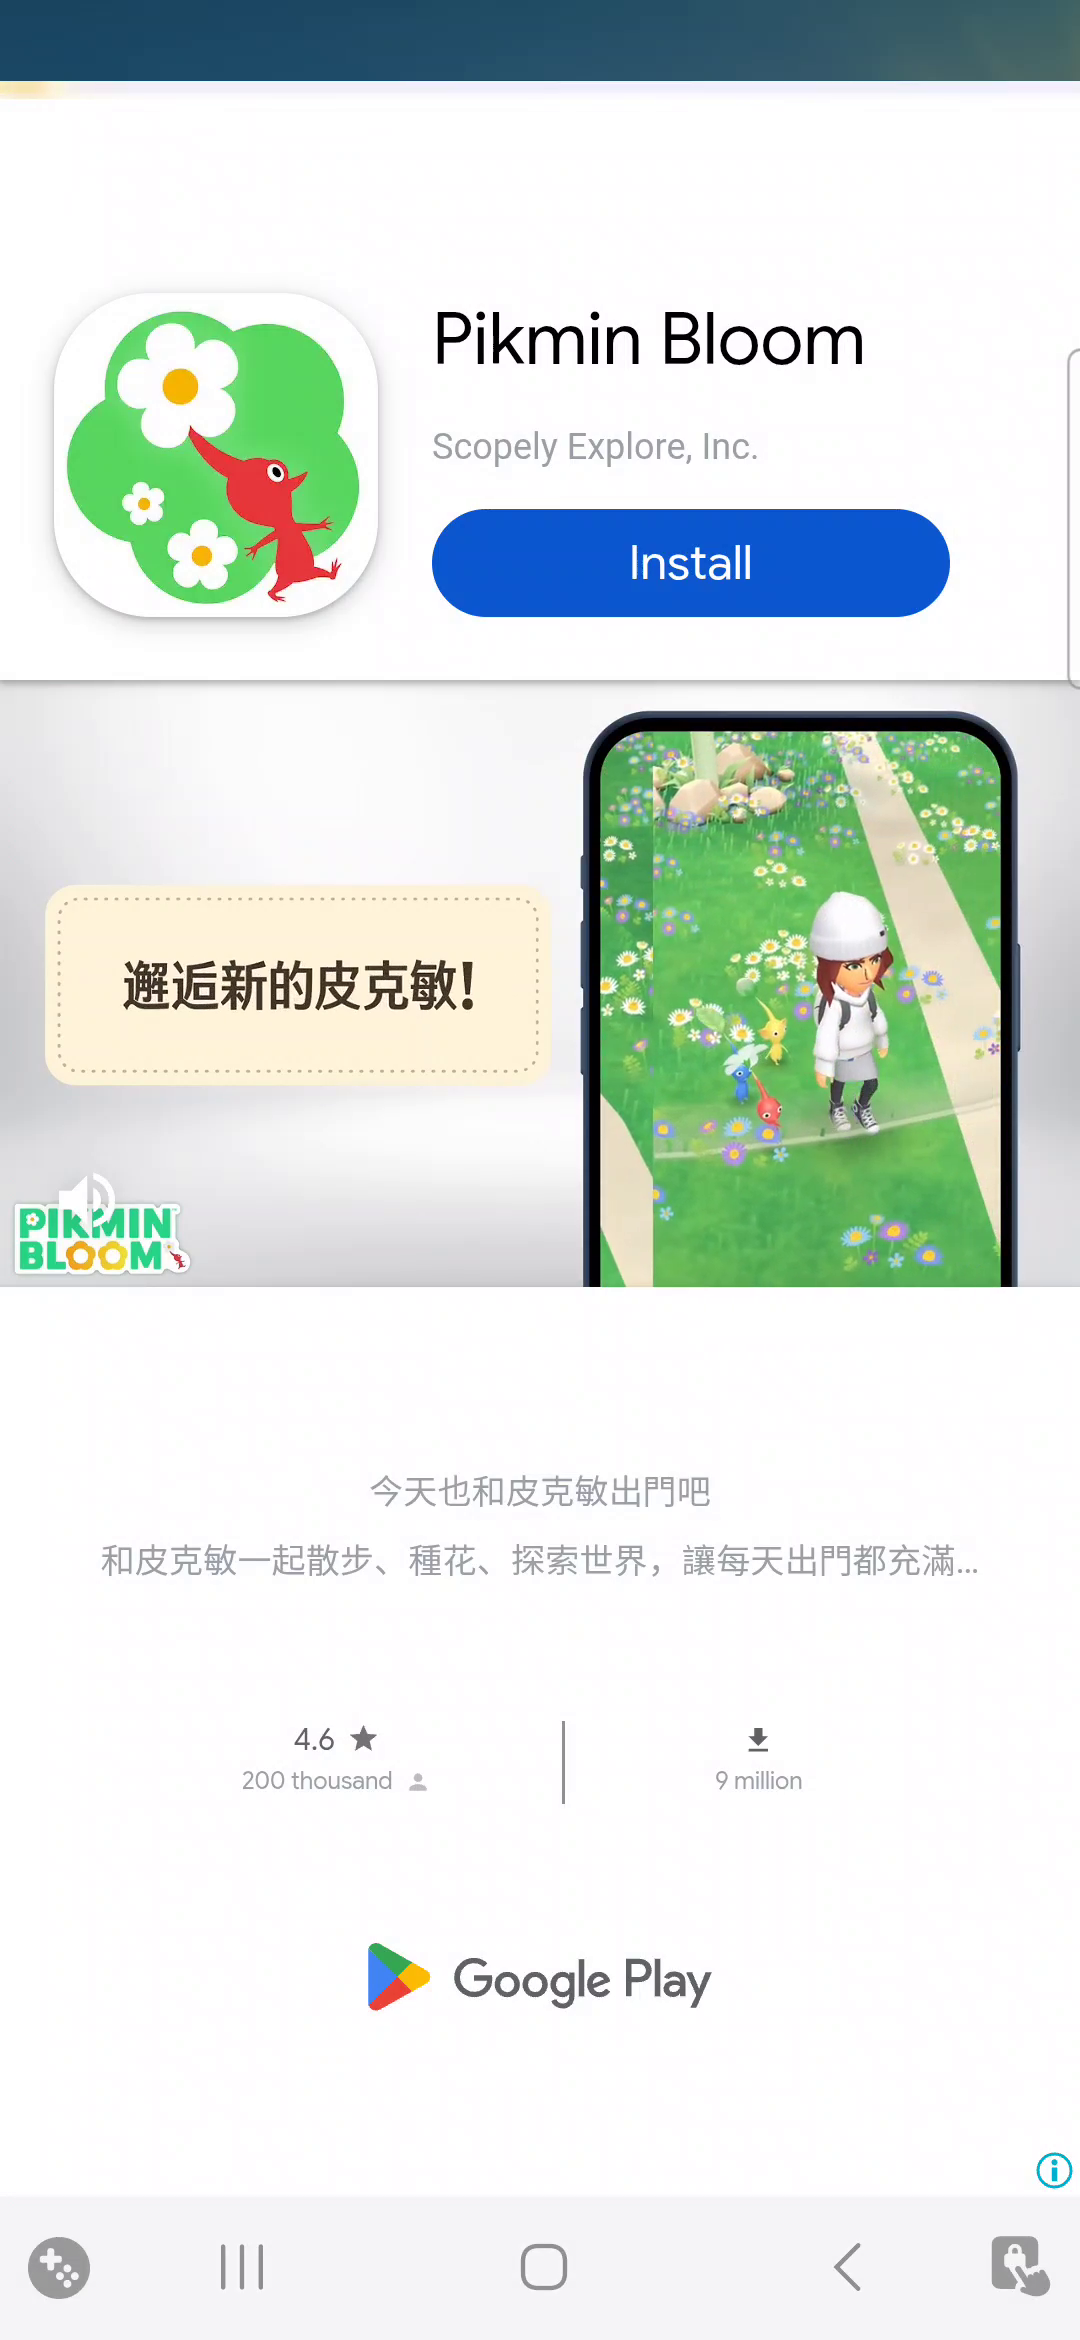 Pikmin Bloom
Scopely Explore, Inc.
Install
邂逅新的皮克敏!
PIKMIN
BLOOM
今天也和皮克敏出門吧
和皮克敏一起散步、種花、探索世界，讓每天出門都充滿...
4.6
200 thousand
9 million
Google Play